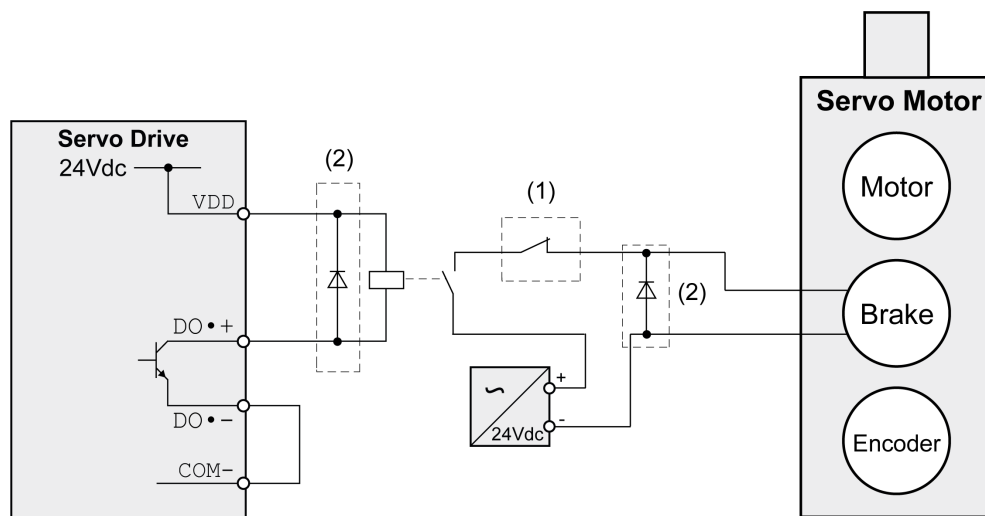 Servo Drive
24Vdc
VDD
DO•+
DO•-
COM-
(2)
(1)
(2)
+
-
24Vdc
Servo Motor
Motor
Brake
Encoder